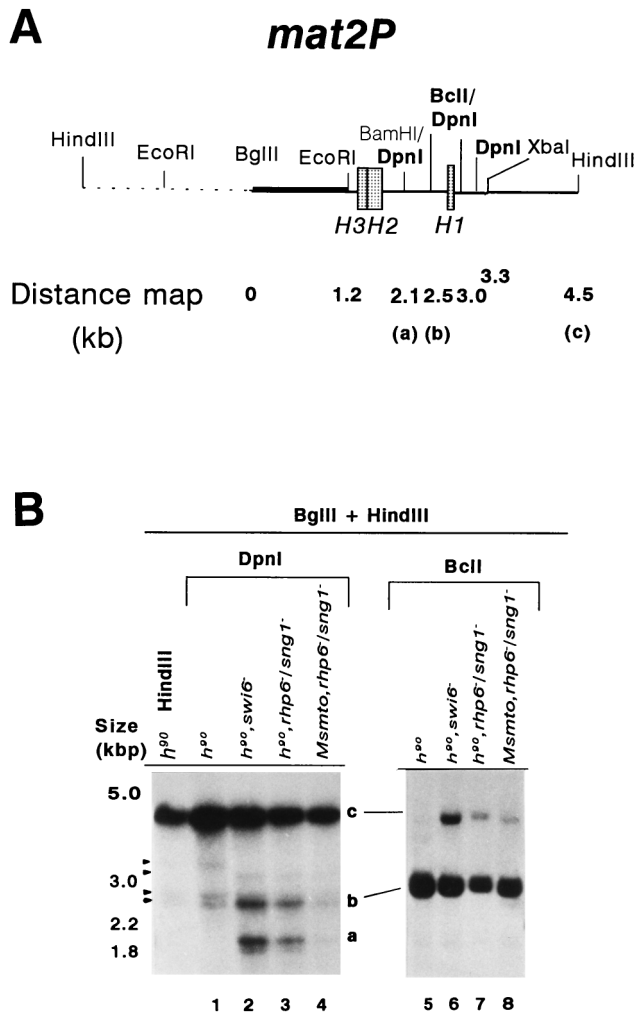 A
mat2P
HindIII
EcoRI
BglII
EcoRI
BamHI/
DpnI
BclI/
DpnI
DpnI
XbaI
HindIII
H3H2
H1
Distance map
(kb)
0
1.2
2.1
2.5
3.0
3.3
4.5
(a)
(b)
(c)
B
BglII + HindIII
DpnI
BclI
HindIII
Size
(kbp)
h⁹⁰
h⁹⁰
h⁹⁰,swi6⁻
h⁹⁰,rhp6⁻/sng1⁻
Msmto,rhp6⁻/sng1⁻
h⁹⁰
h⁹⁰,swi6⁻
h⁹⁰,rhp6⁻/sng1⁻
Msmto,rhp6⁻/sng1⁻
5.0
3.0
2.2
1.8
c
b
a
1 2 3 4
5 6 7 8